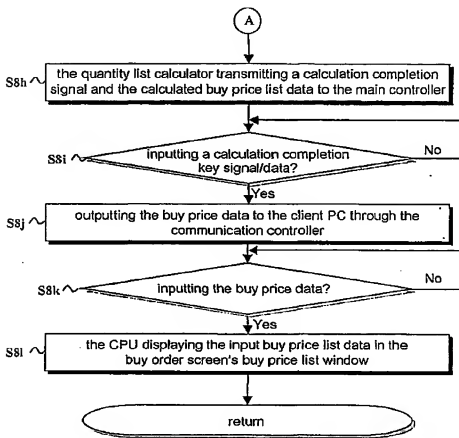 A
S8h
the quantity list calculator transmitting a calculation completion
signal and the calculated buy price list data to the main controller
S8i
inputting a calculation completion
key signal/data?
No
Yes
S8j
outputting the buy price data to the client PC through the
communication controller
S8k
inputting the buy price data?
No
Yes
S8l
the CPU displaying the input buy price list data in the
buy order screen's buy price list window
return